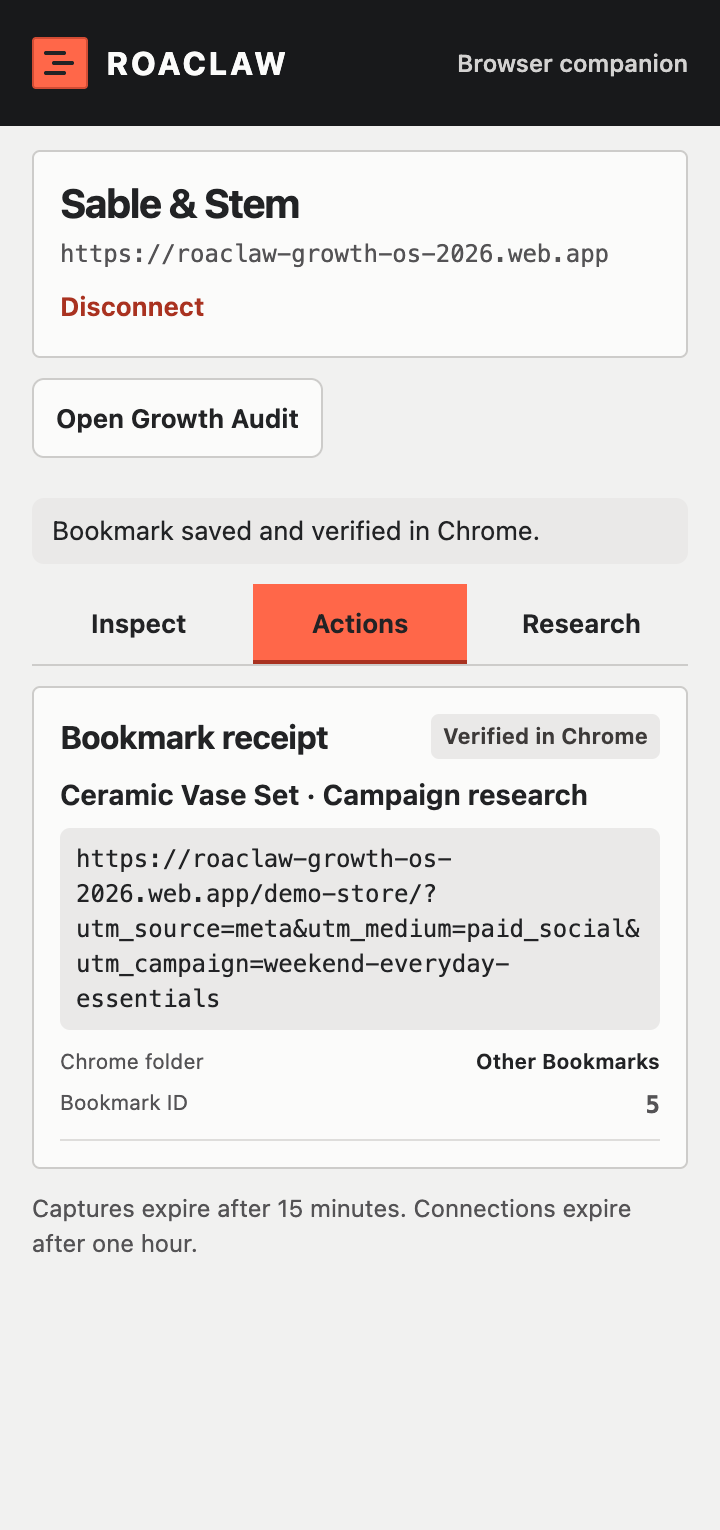 ROACLAW
Browser companion
Sable & Stem
https://roaclaw-growth-os-2026.web.app
Disconnect
Open Growth Audit
Bookmark saved and verified in Chrome.
Inspect
Actions
Research
Bookmark receipt
Verified in Chrome
Ceramic Vase Set · Campaign research
https://roaclaw-growth-os-
2026.web.app/demo-store/?
utm_source=meta&utm_medium=paid_social&
utm_campaign=weekend-everyday-
essentials
Chrome folder
Other Bookmarks
Bookmark ID
5
Captures expire after 15 minutes. Connections expire
after one hour.